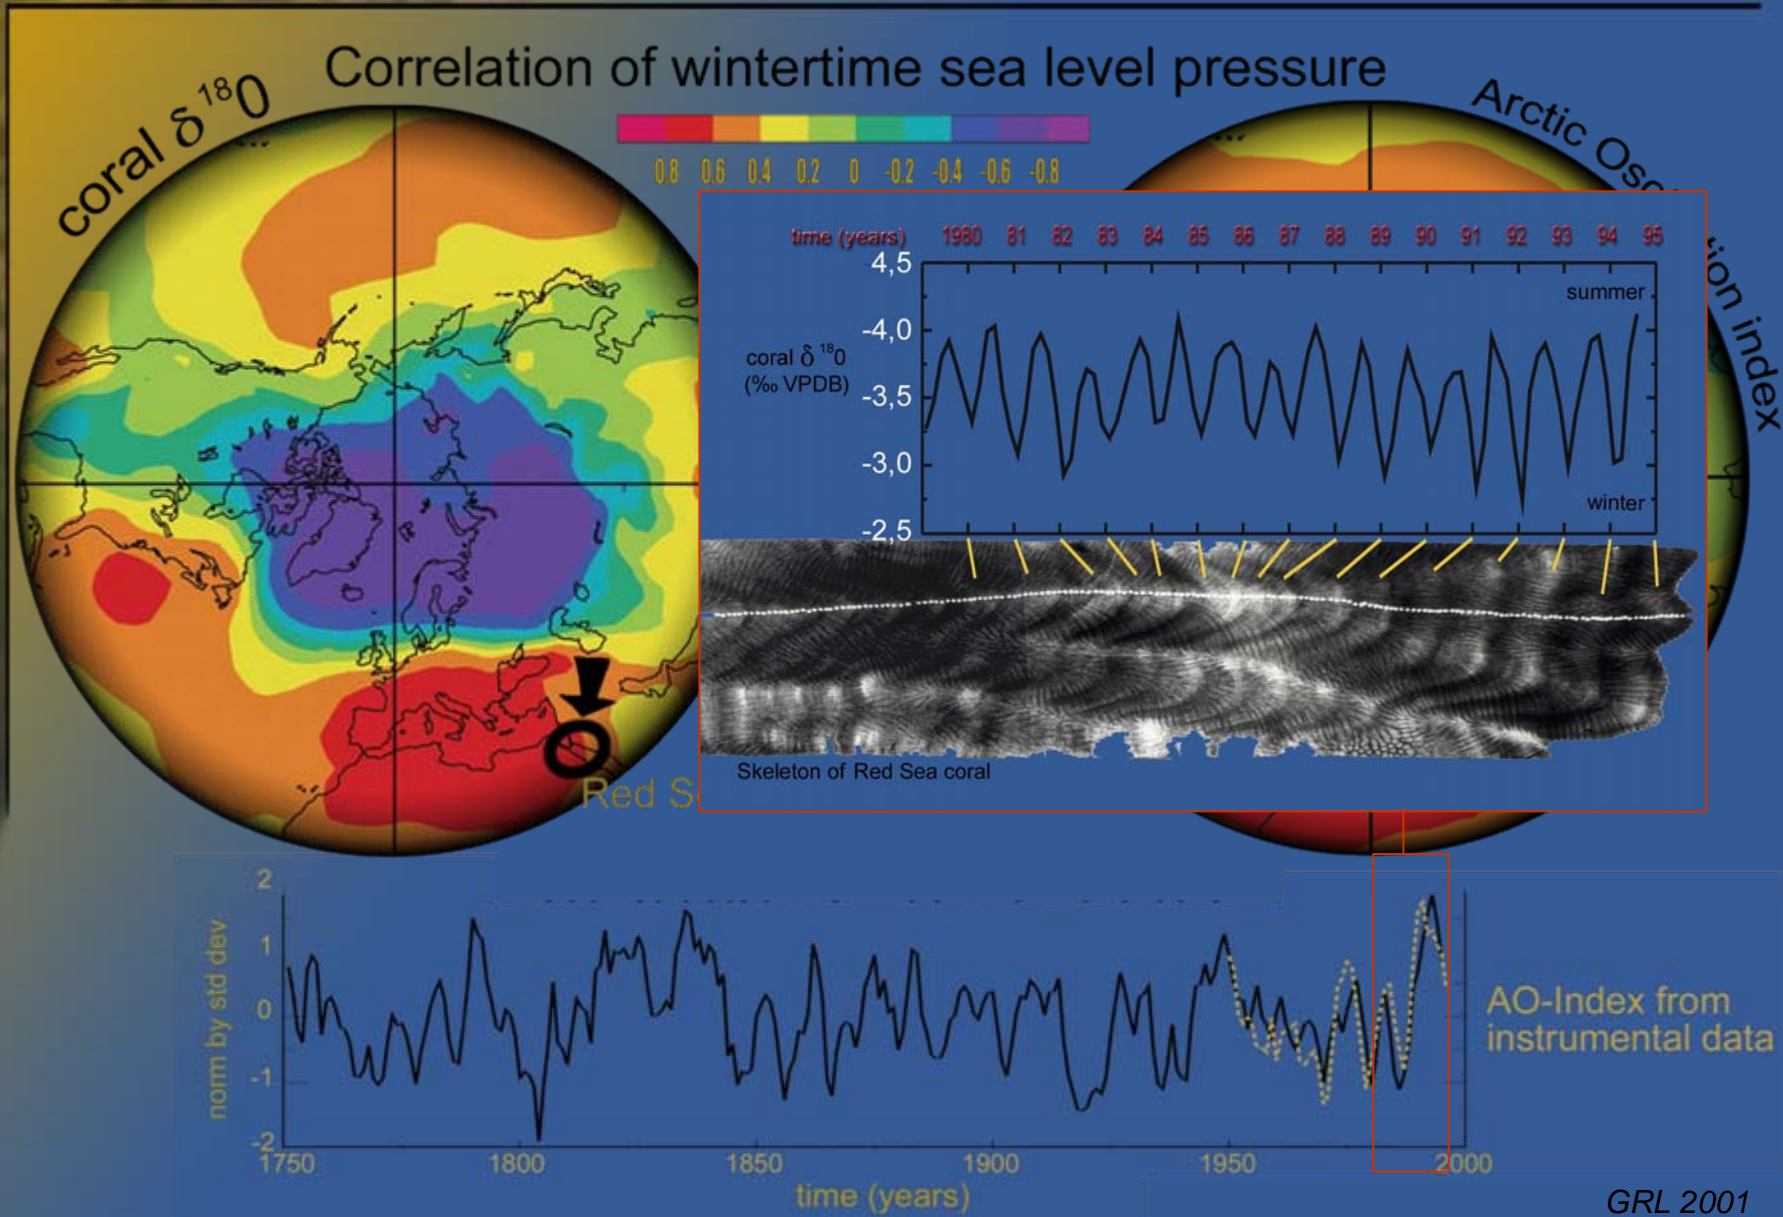 Correlation of wintertime sea level pressure
coral δ ¹⁸0
Arctic Osc
tion index
0,8 0,6 0,4 0,2 0 -0,2 -0,4 -0,6 -0,8
time (years) 1980 81 82 83 84 85 86 87 88 89 90 91 92 93 94 95
4,5
summer
-4,0
coral δ ¹⁸0
(‰ VPDB)
-3,5
-3,0
winter
-2,5
Skeleton of Red Sea coral
Red S
2
1
0
-1
-2
norm by std dev
AO-Index from
instrumental data
1750 1800 1850 1900 1950 2000
time (years)
GRL 2001